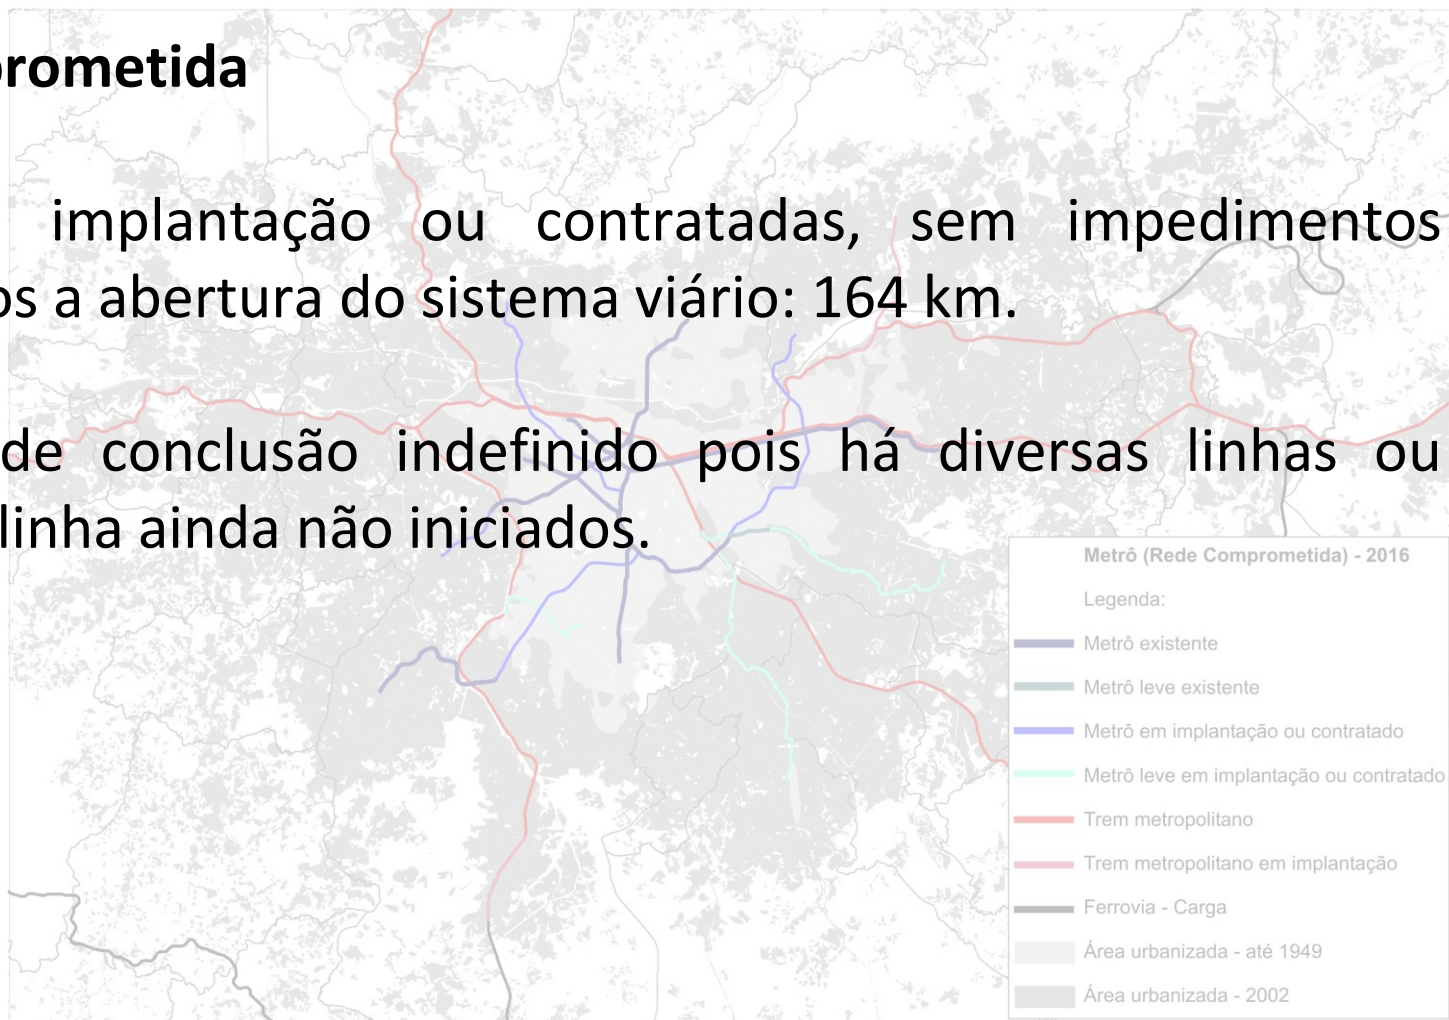 prometida
implantação ou contratadas, sem impedimentos
os a abertura do sistema viário: 164 km.
de conclusão indefinido pois há diversas linhas ou
linha ainda não iniciados.
Metrô (Rede Comprometida) - 2016
Legenda:
Metrô existente
Metrô leve existente
Metrô em implantação ou contratado
Metrô leve em implantação ou contratado
Trem metropolitano
Trem metropolitano em implantação
Ferrovia - Carga
Área urbanizada - até 1949
Área urbanizada - 2002